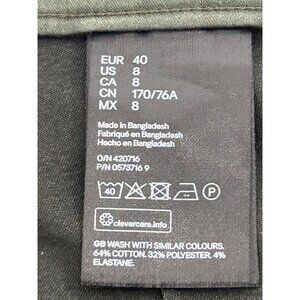 EUR 40
US 8
CA 8
CN 170/76A
MX 8
Made in Bangladesh
Fabriqué en Bangladesh
Hecho en Bangladesh
O/N 420716
P/N 0573716 9
40 P
clevercare.info
GB WASH WITH SIMILAR COLOURS.
64% COTTON. 32% POLYESTER. 4%
ELASTANE.